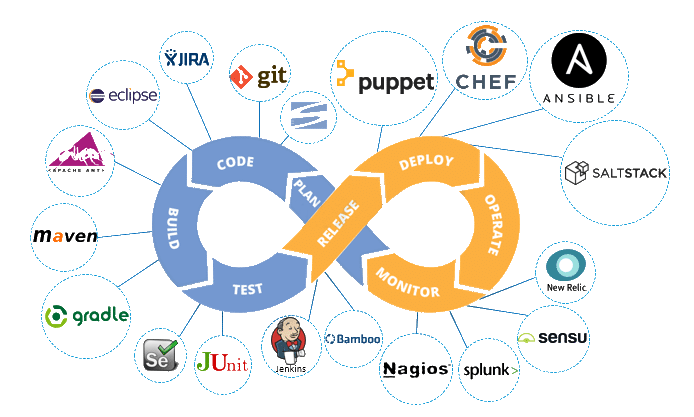 JIRA
git
puppet
CHEF
ANSIBLE
eclipse
APACHE ANT
SALTSTACK
CODE
PLAN
DEPLOY
RELEASE
BUILD
OPERATE
TEST
MONITOR
maven
gradle
New Relic.
sensu
Se
JUnit
Jenkins
Bamboo
Nagios®
splunk>